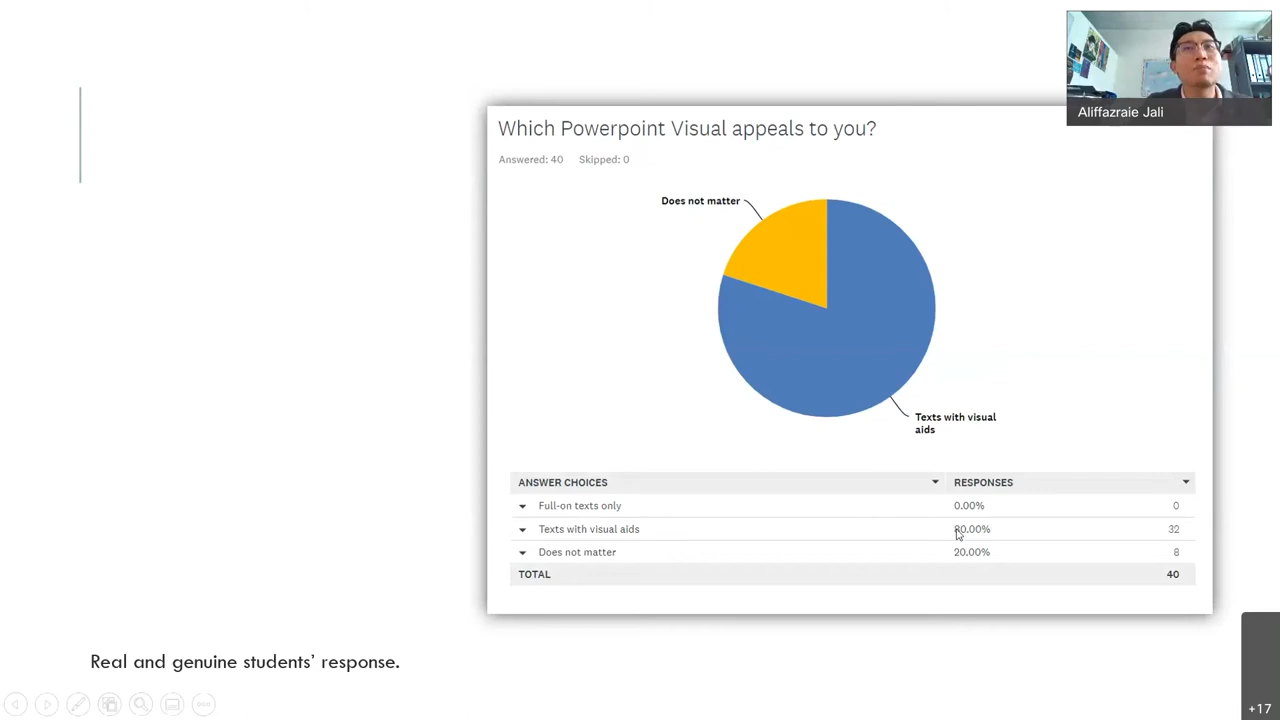 Aliffazraie Jali
Which Powerpoint Visual appeals to you?
Answered: 40 Skipped: 0
Does not matter
Texts with visual
aids
ANSWER CHOICES RESPONSES
Full-on texts only 0.00% 0
Texts with visual aids 80.00% 32
Does not matter 20.00% 8
TOTAL 40
Real and genuine students’ response.
+17